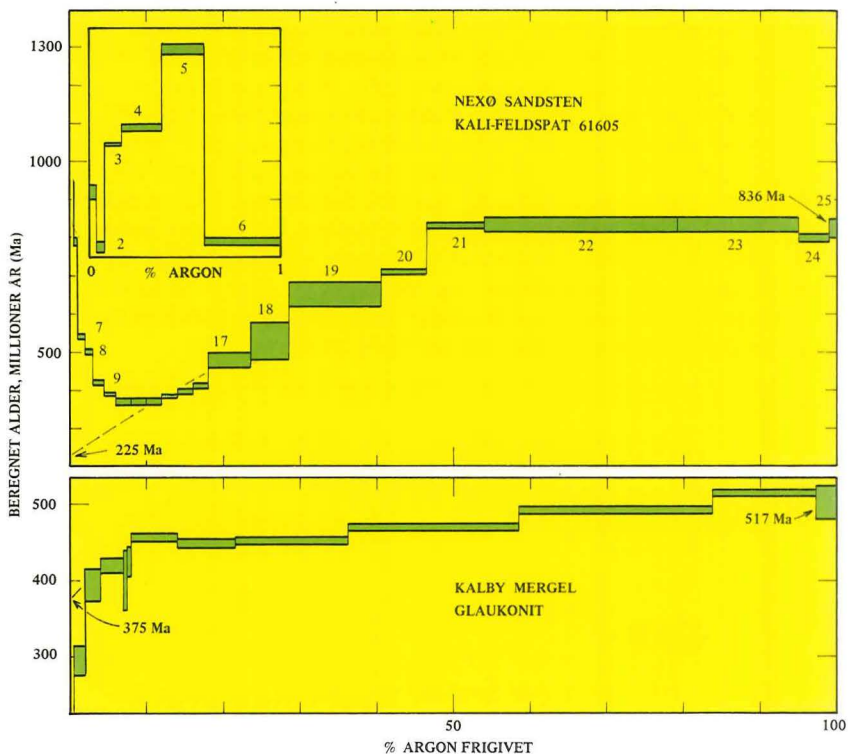 BEREGNET ALDER, MILLIONER ÅR (Ma)
1300
1000
500
5
4
3
2
6
0
1
% ARGON
NEXØ SANDSTEN
KALI-FELDSPAT 61605
836 Ma
25
7
8
9
17
18
19
20
21
22
23
24
225 Ma
500
400
300
375 Ma
517 Ma
KALBY MERGEL
GLAUKONIT
50
100
% ARGON FRIGIVET